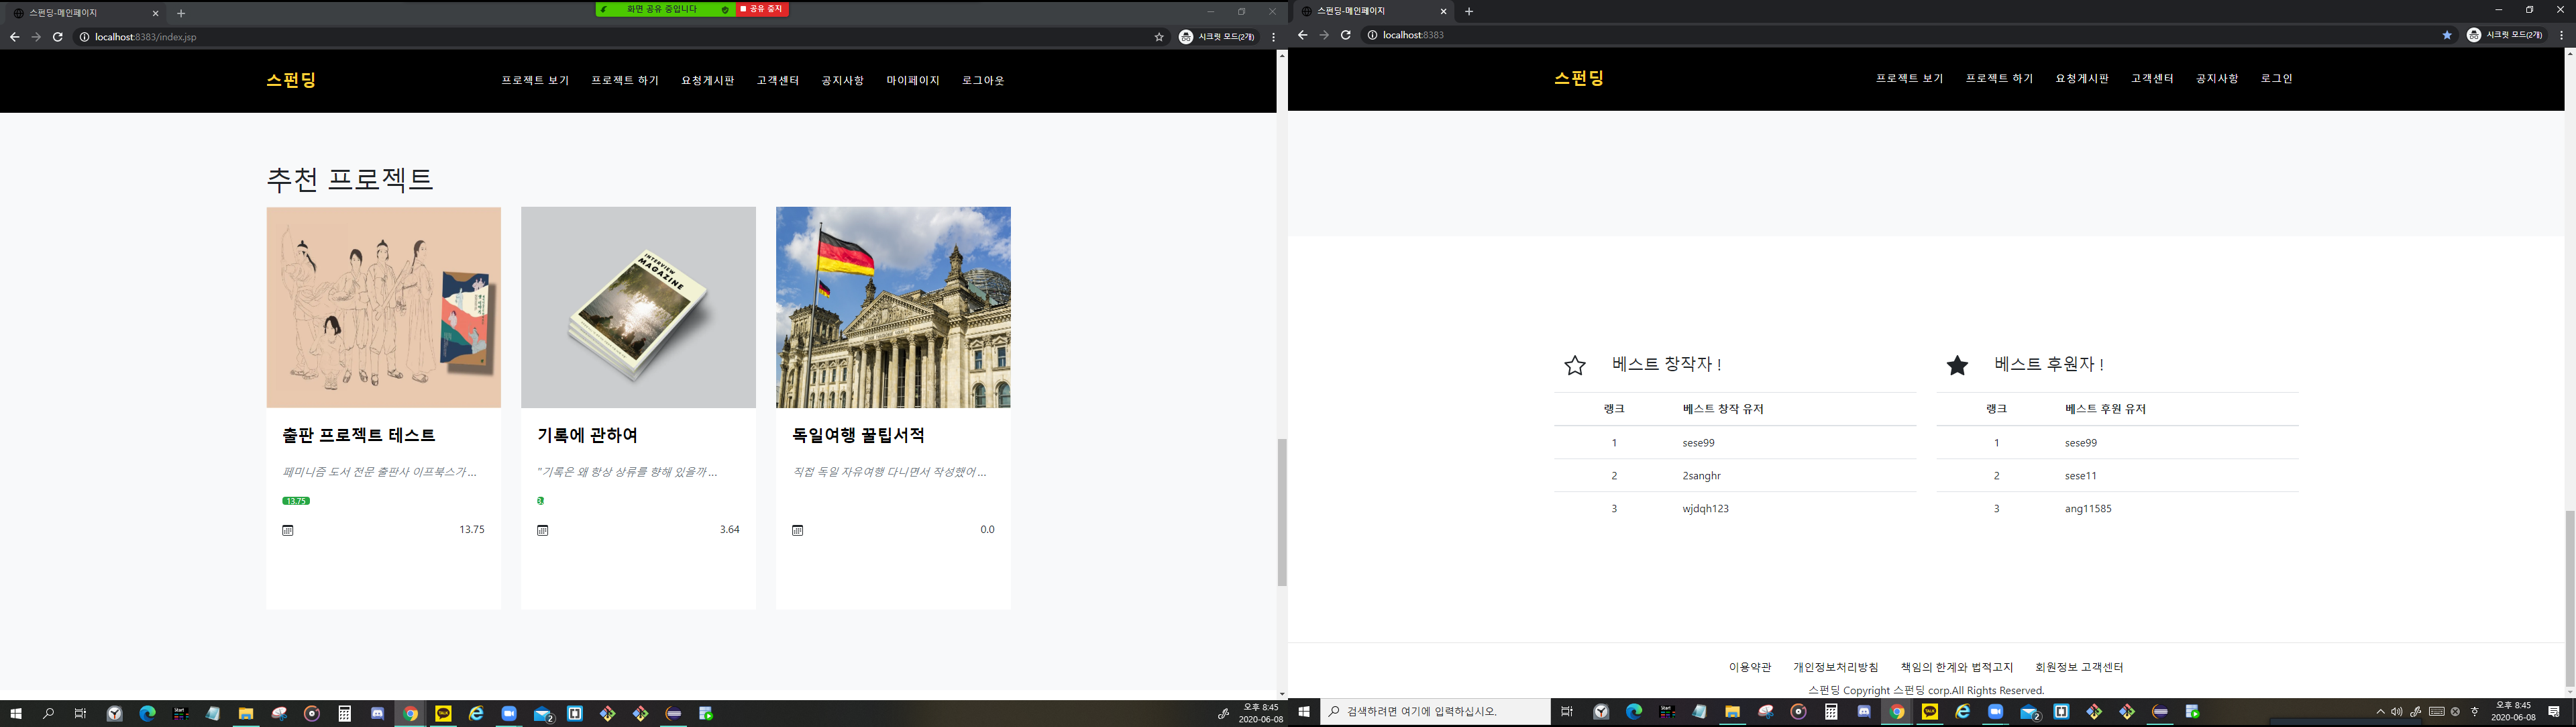 스펀딩-메인페이지
화면 공유 중입니다
공유 중지
localhost:8383/index.jsp
시크릿 모드(2개)
스펀딩
프로젝트 보기 프로젝트 하기 요청게시판 고객센터 공지사항 마이페이지 로그아웃
추천 프로젝트
INTERVIEW
MAGAZINE
출판 프로젝트 테스트
페미니즘 도서 전문 출판사 이프북스가 ...
13.75
13.75
기록에 관하여
"기록은 왜 항상 상류를 향해 있을까 ...
3.
3.64
독일여행 꿀팁서적
직접 독일 자유여행 다니면서 작성했어 ...
0.0
Start
TALK
2
오후 8:45
2020-06-08
스펀딩-메인페이지
localhost:8383
시크릿 모드(2개)
스펀딩
프로젝트 보기 프로젝트 하기 요청게시판 고객센터 공지사항 로그인
베스트 창작자 !
랭크 베스트 창작 유저
1 sese99
2 2sanghr
3 wjdqh123
베스트 후원자 !
랭크 베스트 후원 유저
1 sese99
2 sese11
3 ang11585
이용약관 개인정보처리방침 책임의 한계와 법적고지 회원정보 고객센터
스펀딩 Copyright 스펀딩 corp.All Rights Reserved.
검색하려면 여기에 입력하십시오.
Start
TALK
2
오후 8:45
2020-06-08